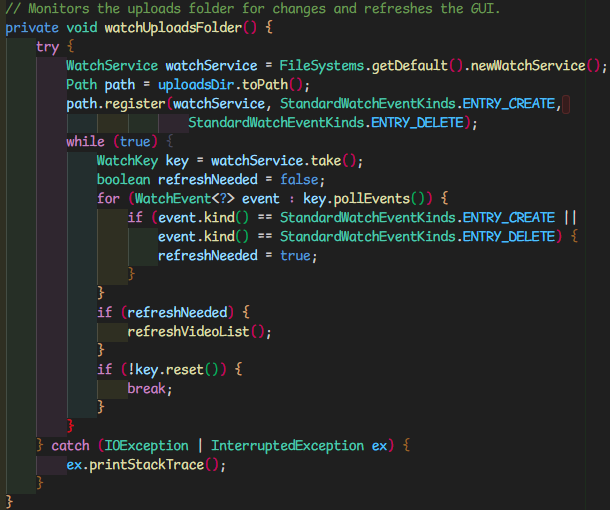 // Monitors the uploads folder for changes and refreshes the GUI.
private void watchUploadsFolder() {
    try {
        WatchService watchService = FileSystems.getDefault().newWatchService();
        Path path = uploadsDir.toPath();
        path.register(watchService, StandardWatchEventKinds.ENTRY_CREATE,
                        StandardWatchEventKinds.ENTRY_DELETE);
        while (true) {
            WatchKey key = watchService.take();
            boolean refreshNeeded = false;
            for (WatchEvent<?> event : key.pollEvents()) {
                if (event.kind() == StandardWatchEventKinds.ENTRY_CREATE ||
                    event.kind() == StandardWatchEventKinds.ENTRY_DELETE) {
                    refreshNeeded = true;
                }
            }
            if (refreshNeeded) {
                refreshVideoList();
            }
            if (!key.reset()) {
                break;
            }
        }
    } catch (IOException | InterruptedException ex) {
        ex.printStackTrace();
    }
}